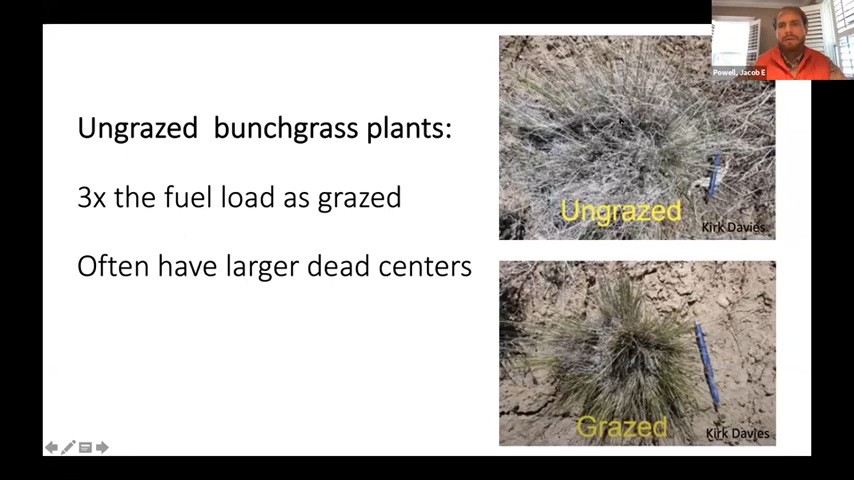 Powell, Jacob E
Ungrazed bunchgrass plants:
3x the fuel load as grazed
Often have larger dead centers
Ungrazed
Kirk Davies
Grazed
Kirk Davies